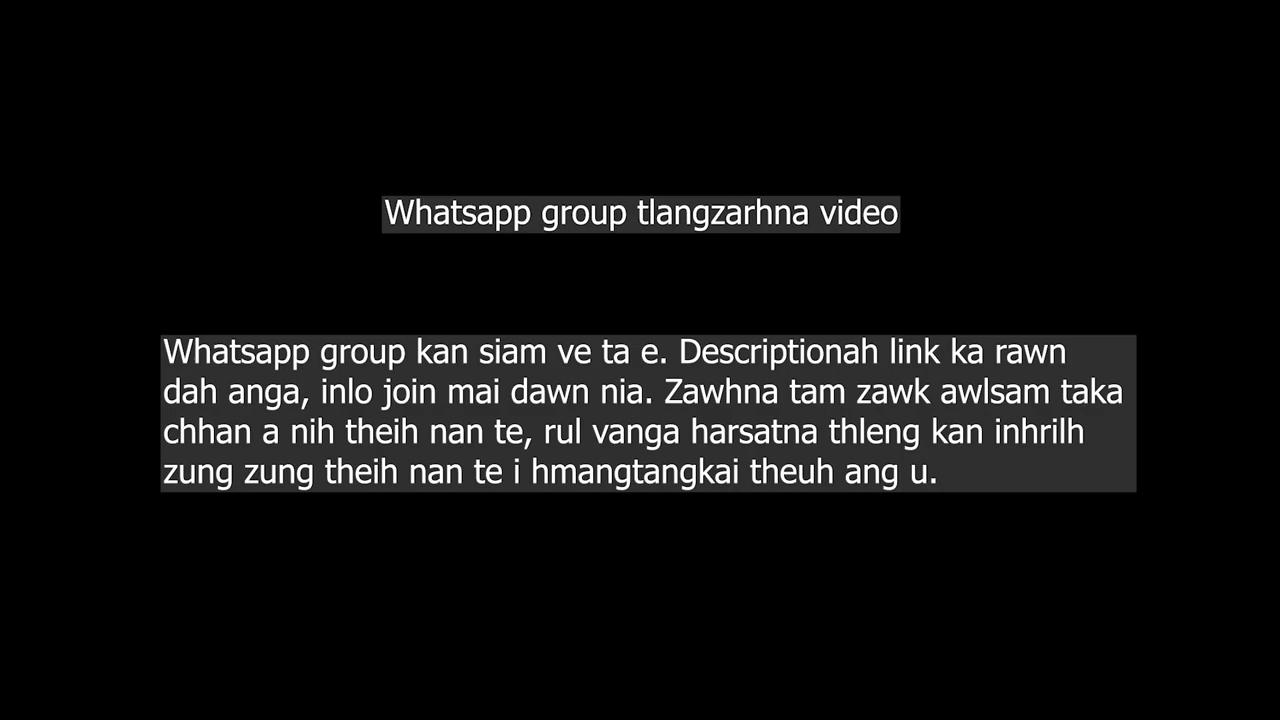 Whatsapp group tlangzarhna video
Whatsapp group kan siam ve ta e. Descriptionah link ka rawn
dah anga, inlo join mai dawn nia. Zawhna tam zawk awlsam taka
chhan a nih theih nan te, rul vanga harsatna thleng kan inhrilh
zung zung theih nan te i hmangtangkai theuh ang u.